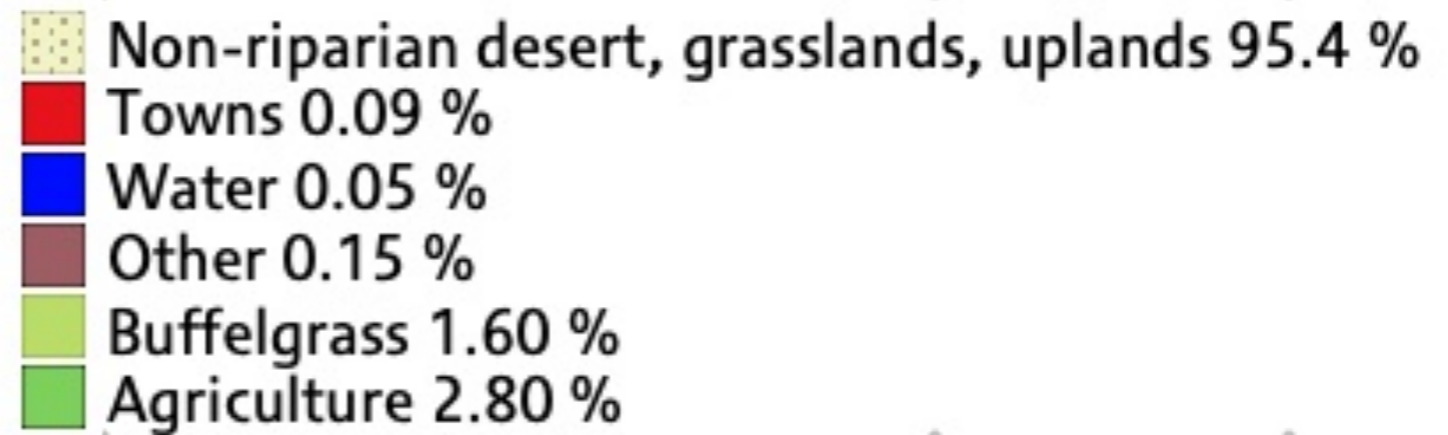 Non-riparian desert, grasslands, uplands 95.4 %
Towns 0.09 %
Water 0.05 %
Other 0.15 %
Buffelgrass 1.60 %
Agriculture 2.80 %